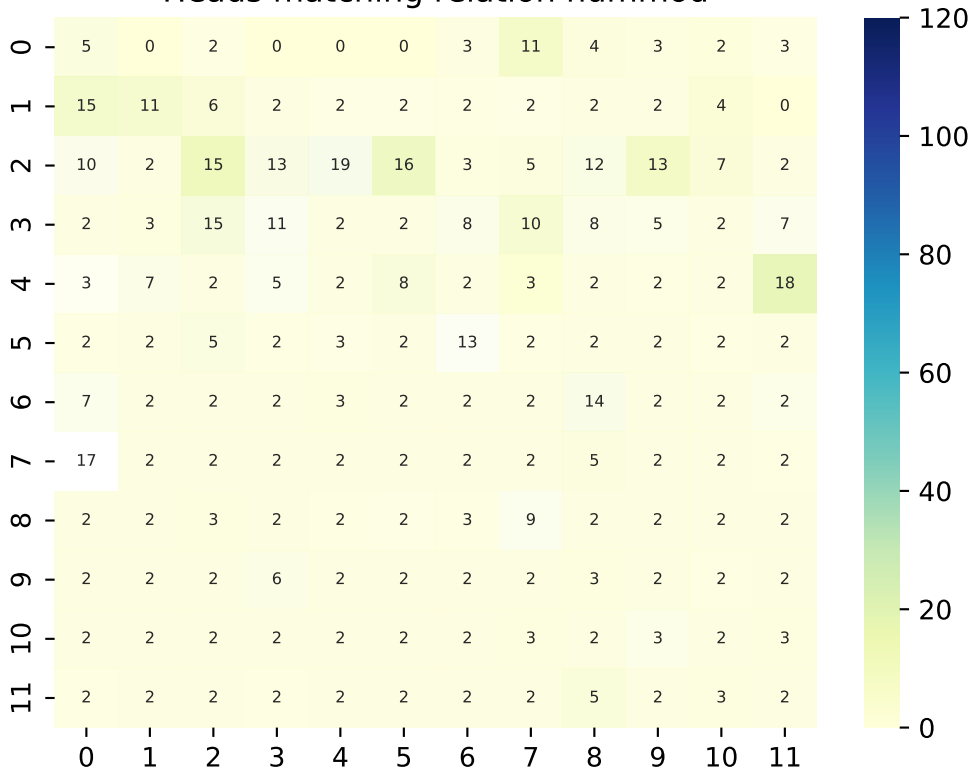 Heads matching relation nummod
0 5 0 2 0 0 0 3 11 4 3 2 3
1 15 11 6 2 2 2 2 2 2 2 4 0
2 10 2 15 13 19 16 3 5 12 13 7 2
3 2 3 15 11 2 2 8 10 8 5 2 7
4 3 7 2 5 2 8 2 3 2 2 2 18
5 2 2 5 2 3 2 13 2 2 2 2 2
6 7 2 2 2 3 2 2 2 14 2 2 2
7 17 2 2 2 2 2 2 2 5 2 2 2
8 2 2 3 2 2 2 3 9 2 2 2 2
9 2 2 2 6 2 2 2 2 3 2 2 2
10 2 2 2 2 2 2 2 3 2 3 2 3
11 2 2 2 2 2 2 2 2 5 2 3 2
0 1 2 3 4 5 6 7 8 9 10 11
120
100
80
60
40
20
0